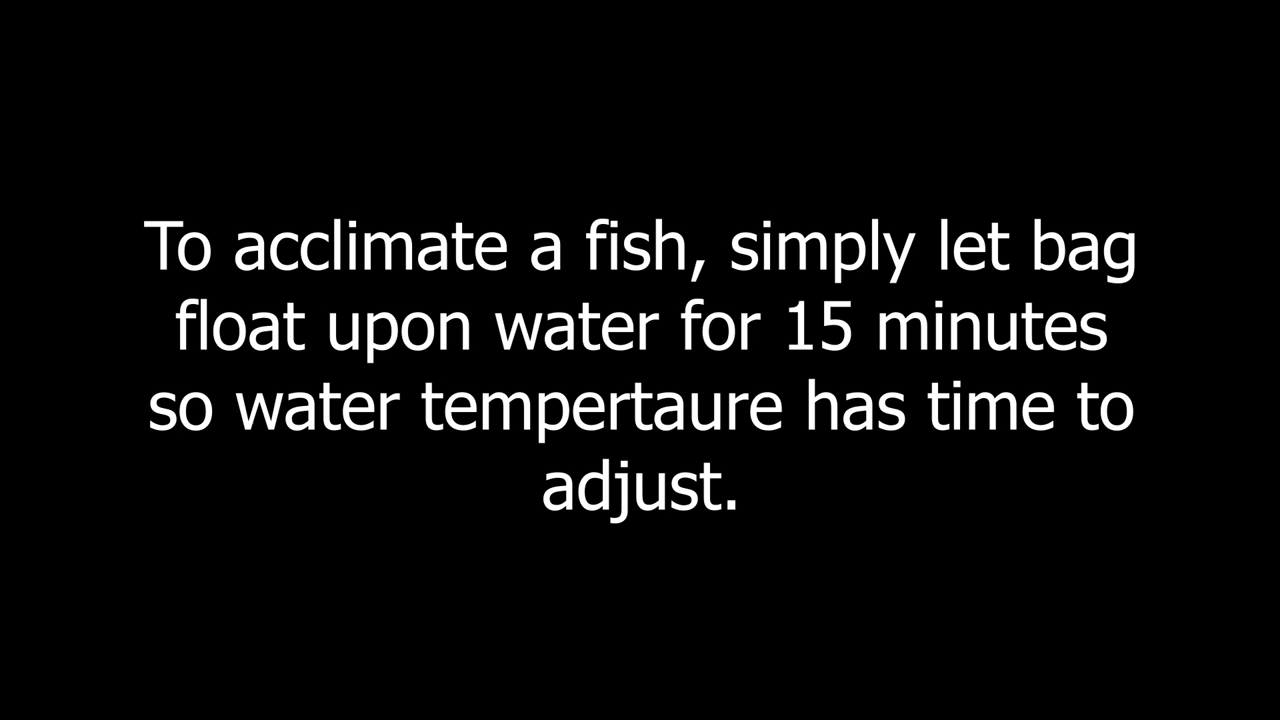 To acclimate a fish, simply let bag
float upon water for 15 minutes
so water tempertaure has time to
adjust.